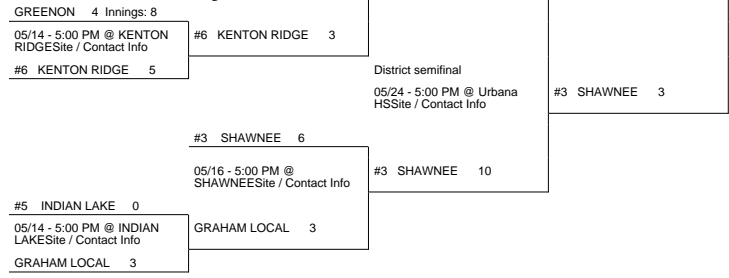 GREENON 4 Innings: 8
05/14 - 5:00 PM @ KENTON
RIDGESite / Contact Info
#6 KENTON RIDGE 3
#6 KENTON RIDGE 5
District semifinal
05/24 - 5:00 PM @ Urbana
HSSite / Contact Info
#3 SHAWNEE 3
#3 SHAWNEE 6
05/16 - 5:00 PM @
SHAWNEESite / Contact Info
#3 SHAWNEE 10
#5 INDIAN LAKE 0
05/14 - 5:00 PM @ INDIAN
LAKESite / Contact Info
GRAHAM LOCAL 3
GRAHAM LOCAL 3